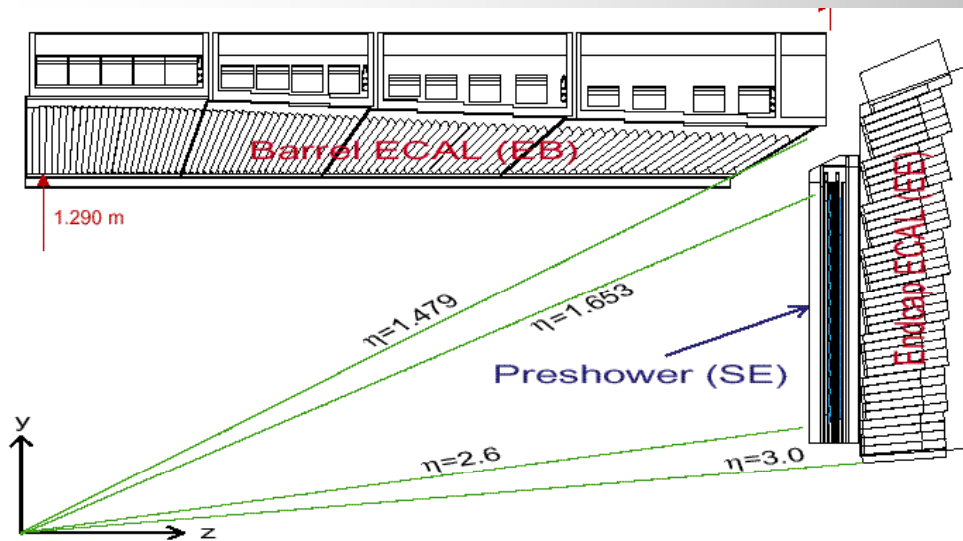 Barrel ECAL (EB)
1.290 m
η=1.479
η=1.653
Preshower (SE)
Endcap ECAL (EE)
y
η=2.6
η=3.0
z